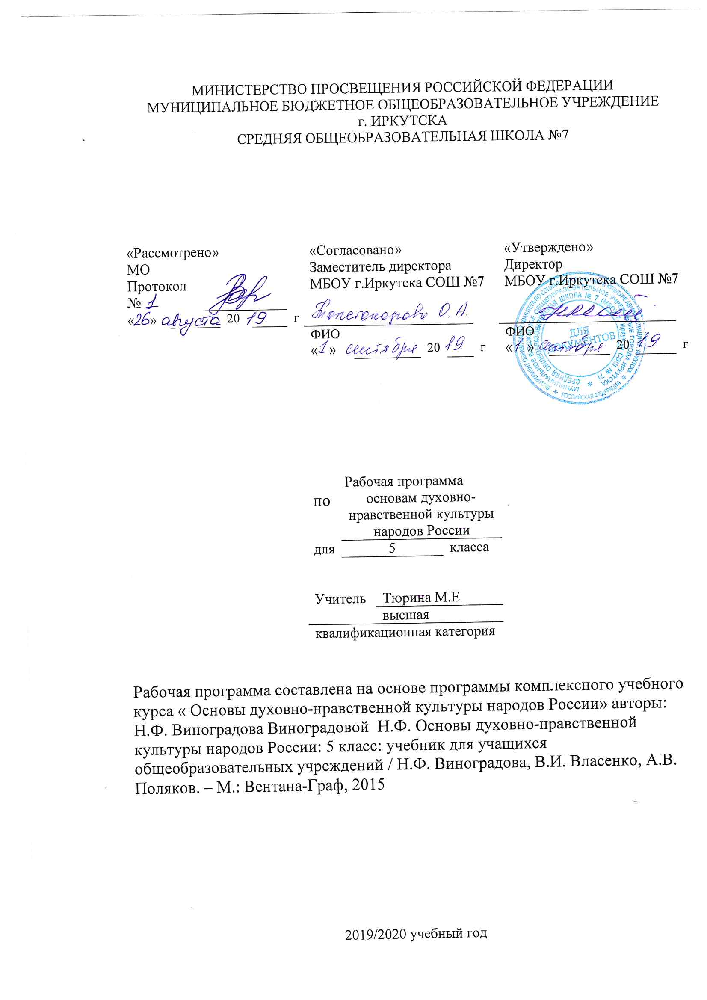 МИНИСТЕРСТВО ПРОСВЕЩЕНИЯ РОССИЙСКОЙ ФЕДЕРАЦИИ
МУНИЦИПАЛЬНОЕ БЮДЖЕТНОЕ ОБЩЕОБРАЗОВАТЕЛЬНОЕ УЧРЕЖДЕНИЕ
г. ИРКУТСКА
СРЕДНЯЯ ОБЩЕОБРАЗОВАТЕЛЬНАЯ ШКОЛА №7
«Рассмотрено»
МО
Протокол
№ 1
«26» августа 20 19 г
«Согласовано»
Заместитель директора
МБОУ г.Иркутска СОШ №7
О. А.
ФИО
«1» сентября 20 19 г
«Утверждено»
Директор
МБОУ г.Иркутска СОШ №7
ФИО
«1» сентября 20 19 г
ДЛЯ
ДОКУМЕНТОВ
РОССИЙСКАЯ ФЕДЕРАЦИЯ
Рабочая программа
по основам духовно-
нравственной культуры
народов России
для 5 класса
Учитель Тюрина М.Е
высшая
квалификационная категория
Рабочая программа составлена на основе программы комплексного учебного
курса « Основы духовно-нравственной культуры народов России» авторы:
Н.Ф. Виноградова Виноградовой Н.Ф. Основы духовно-нравственной
культуры народов России: 5 класс: учебник для учащихся
общеобразовательных учреждений / Н.Ф. Виноградова, В.И. Власенко, А.В.
Поляков. – М.: Вентана-Граф, 2015
2019/2020 учебный год